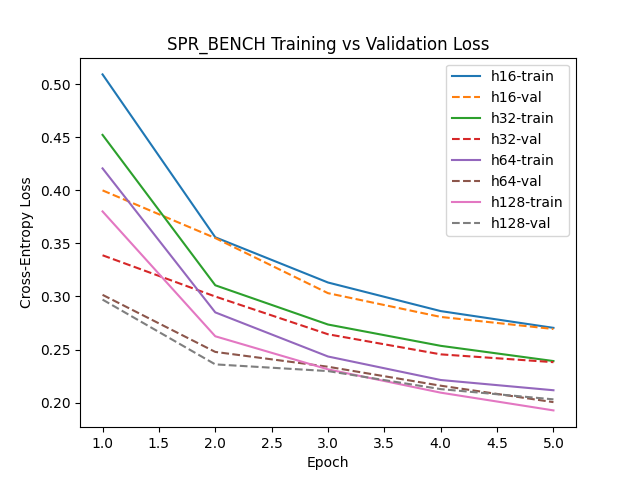 SPR_BENCH Training vs Validation Loss
Cross-Entropy Loss
0.50
0.45
0.40
0.35
0.30
0.25
0.20
h16-train
h16-val
h32-train
h32-val
h64-train
h64-val
h128-train
h128-val
1.0 1.5 2.0 2.5 3.0 3.5 4.0 4.5 5.0
Epoch